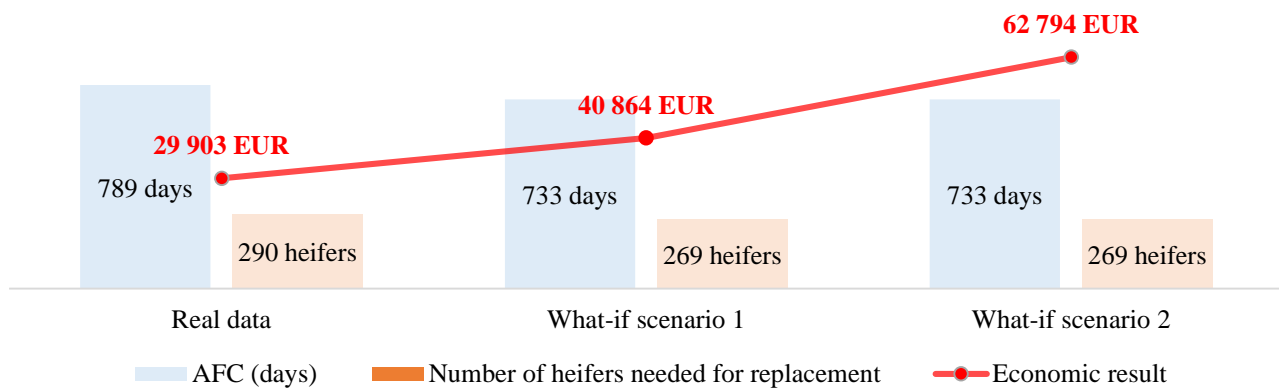 62 794 EUR
40 864 EUR
29 903 EUR
789 days
733 days
733 days
290 heifers
269 heifers
269 heifers
Real data
What-if scenario 1
What-if scenario 2
AFC (days)
Number of heifers needed for replacement
Economic result